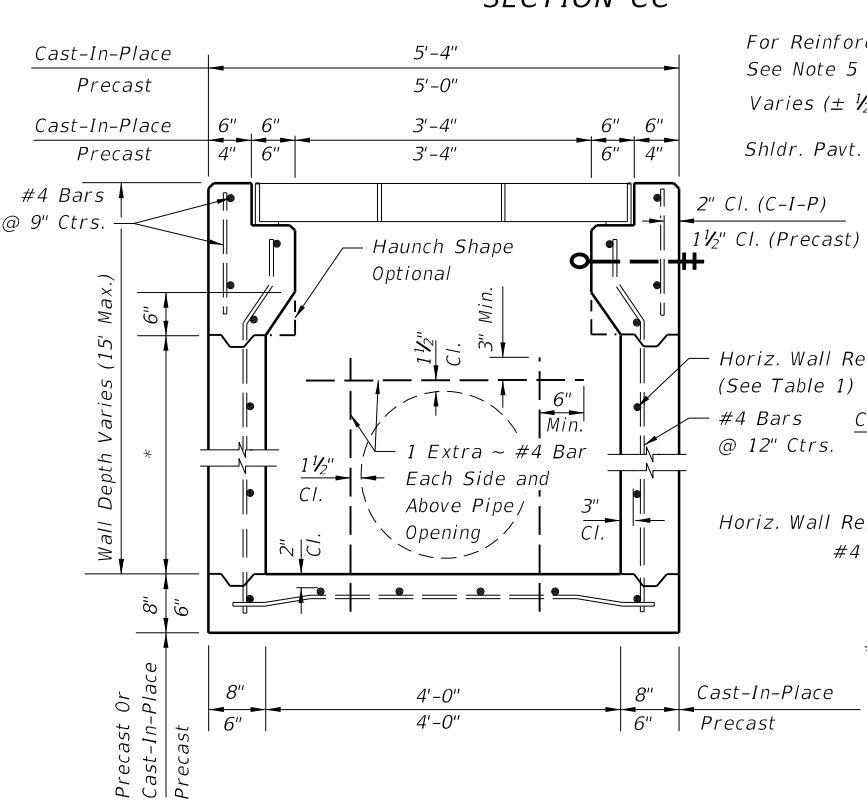 SECTION CC
Cast-In-Place
Precast
5'-4"
5'-0"
For Reinfor
See Note 5
Varies (± ½
Shldr. Pavt.
Cast-In-Place
Precast
6"
4"
6"
6"
3'-4"
3'-4"
6"
6"
6"
4"
#4 Bars
@ 9" Ctrs.
2" Cl. (C-I-P)
1½" Cl. (Precast)
Haunch Shape
Optional
6"
Wall Depth Varies (15' Max.)
*
1½"
Cl.
3" Min.
6"
Min.
Horiz. Wall Re
(See Table 1)
#4 Bars
@ 12" Ctrs.
C
1 Extra ~ #4 Bar
Each Side and
Above Pipe
Opening
1½"
Cl.
2"
Cl.
3"
Cl.
Horiz. Wall Re
#4
8"
6"
Precast Or
Cast-In-Place
Precast
8"
6"
4'-0"
4'-0"
8"
6"
Cast-In-Place
Precast